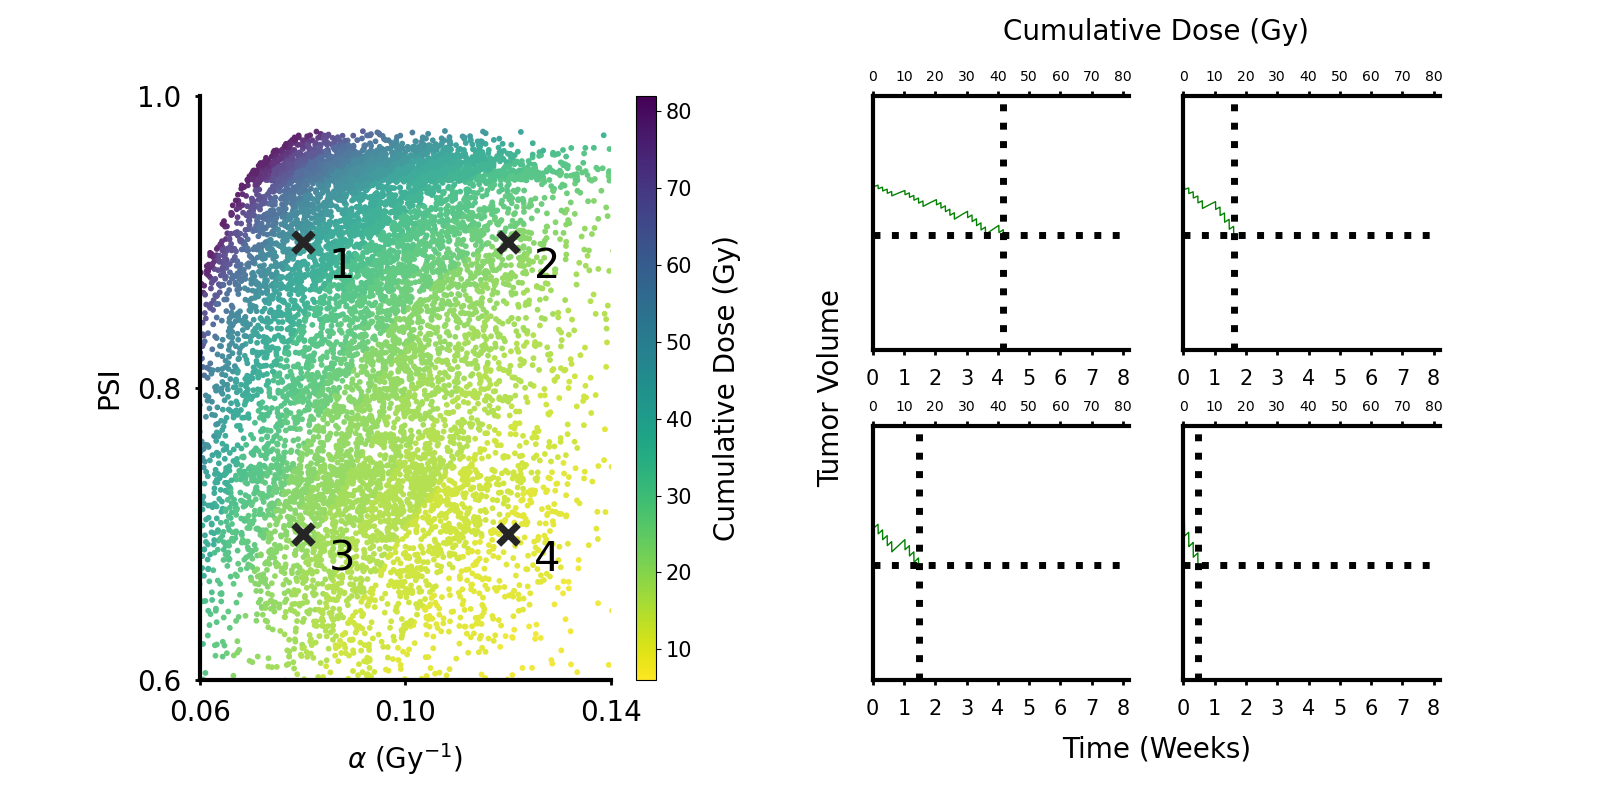 Cumulative Dose (Gy)
0 10 20 30 40 50 60 70 80
0 10 20 30 40 50 60 70 80
1.0
0.8
0.6
PSI
0.06 0.10 0.14
α (Gy⁻¹)
1
2
3
4
80
70
60
50
40
30
20
10
Cumulative Dose (Gy)
Tumor Volume
0 1 2 3 4 5 6 7 8
0 1 2 3 4 5 6 7 8
0 10 20 30 40 50 60 70 80
0 10 20 30 40 50 60 70 80
0 1 2 3 4 5 6 7 8
0 1 2 3 4 5 6 7 8
Time (Weeks)